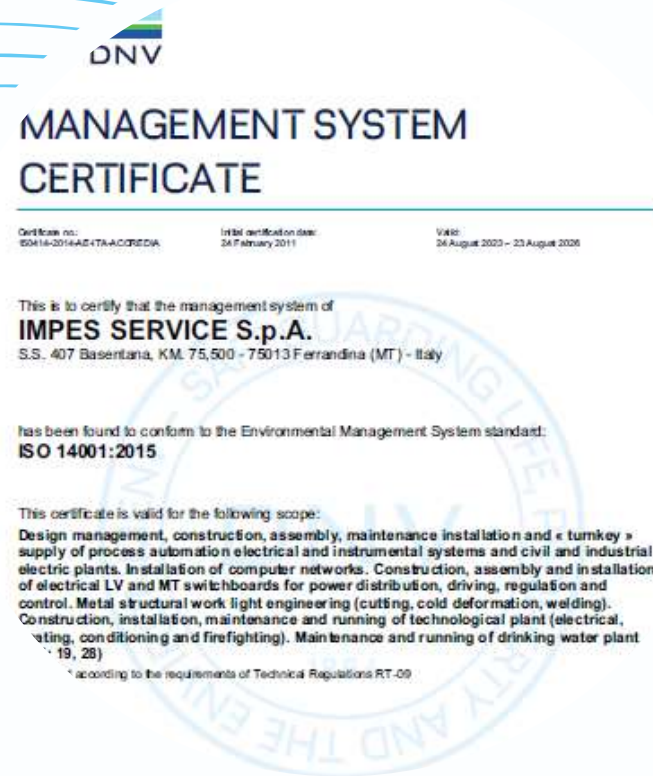 DNV
MANAGEMENT SYSTEM
CERTIFICATE
Certificate no.: Initial certification date: Valid:
24 February 2011 24 August 2023 – 23 August 2026
This is to certify that the management system of
IMPES SERVICE S.p.A.
S.S. 407 Basentana, KM. 75,500 - 75013 Ferrandina (MT) - Italy
has been found to conform to the Environmental Management System standard:
ISO 14001:2015
This certificate is valid for the following scope:
Design management, construction, assembly, maintenance installation and « turnkey »
supply of process automation electrical and instrumental systems and civil and industrial
electric plants. Installation of computer networks. Construction, assembly and installation
of electrical LV and MT switchboards for power distribution, driving, regulation and
control. Metal structural work light engineering (cutting, cold deformation, welding).
Construction, installation, maintenance and running of technological plant (electrical,
conditioning and firefighting). Maintenance and running of drinking water plant
19, 28)
according to the requirements of Technical Regulations RT-09